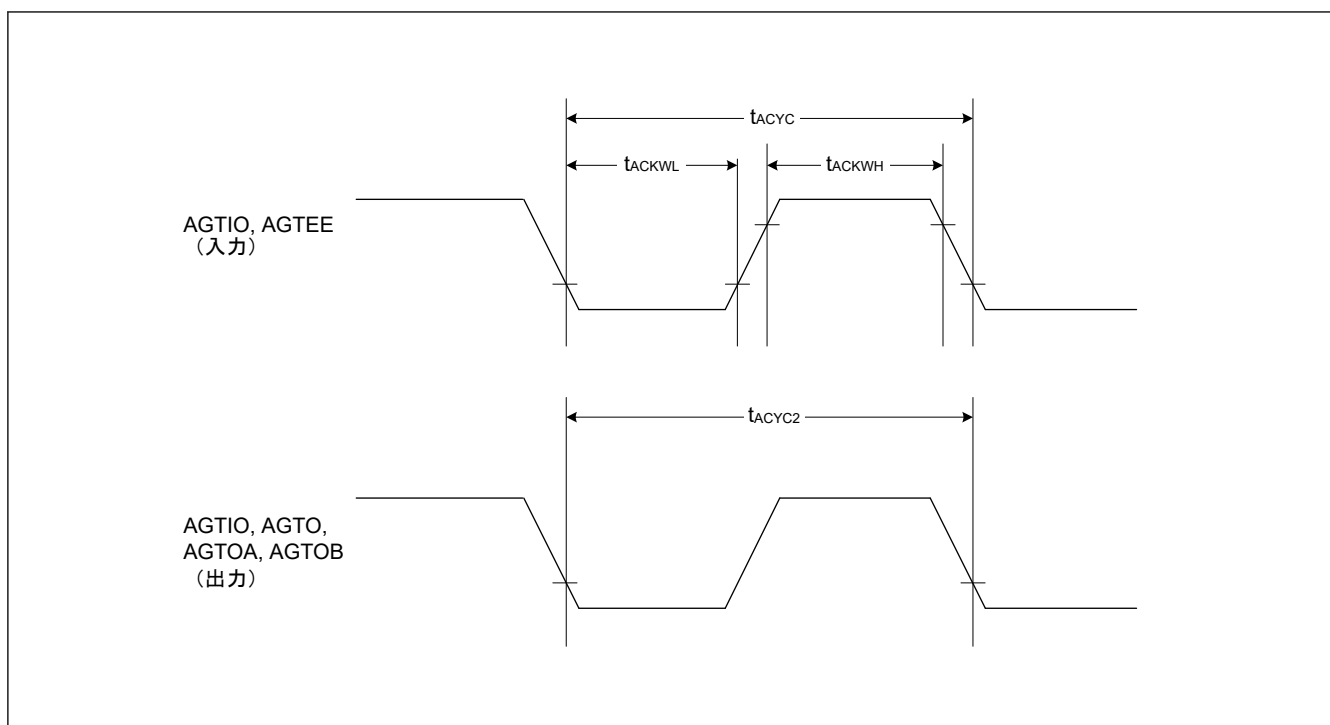 tACYC
tACKWL
tACKWH
AGTIO, AGTEE
（入力）
tACYC2
AGTIO, AGTO,
AGTOA, AGTOB
（出力）